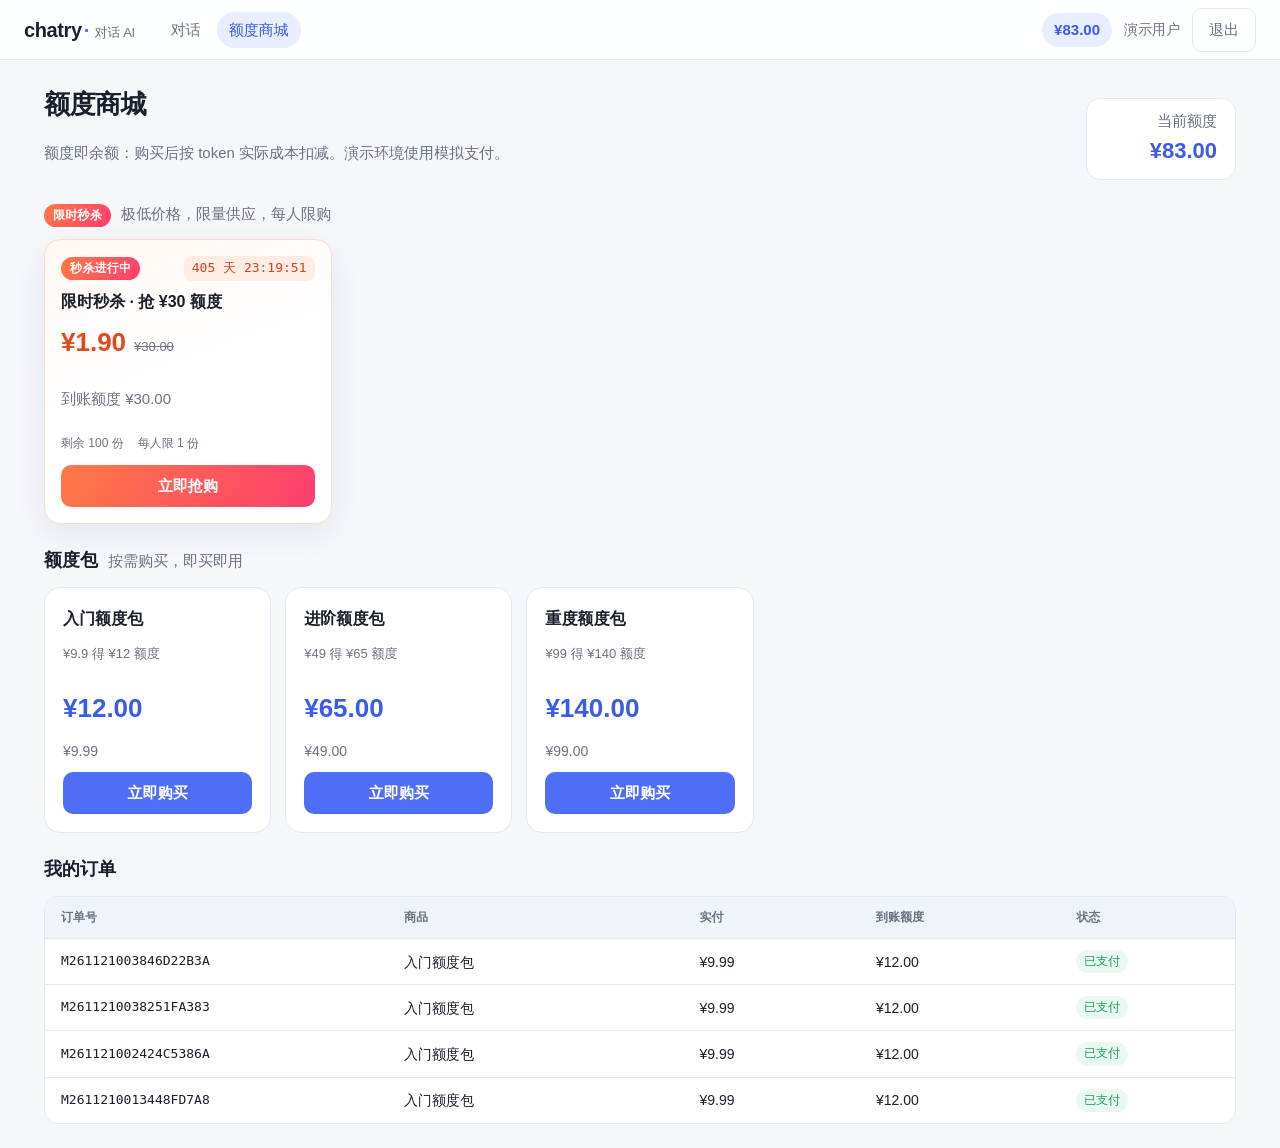 chatry · 对话 AI 对话 额度商城 ¥83.00 演示用户 退出
额度商城
额度即余额：购买后按 token 实际成本扣减。演示环境使用模拟支付。
当前额度
¥83.00
限时秒杀 极低价格，限量供应，每人限购
秒杀进行中 405 天 23:19:51
限时秒杀 · 抢 ¥30 额度
¥1.90 ¥30.00
到账额度 ¥30.00
剩余 100 份 每人限 1 份
立即抢购
额度包 按需购买，即买即用
入门额度包
¥9.9 得 ¥12 额度
¥12.00
¥9.99
立即购买
进阶额度包
¥49 得 ¥65 额度
¥65.00
¥49.00
立即购买
重度额度包
¥99 得 ¥140 额度
¥140.00
¥99.00
立即购买
我的订单
订单号 商品 实付 到账额度 状态
M261121003846D22B3A 入门额度包 ¥9.99 ¥12.00 已支付
M2611210038251FA383 入门额度包 ¥9.99 ¥12.00 已支付
M261121002424C5386A 入门额度包 ¥9.99 ¥12.00 已支付
M2611210013448FD7A8 入门额度包 ¥9.99 ¥12.00 已支付